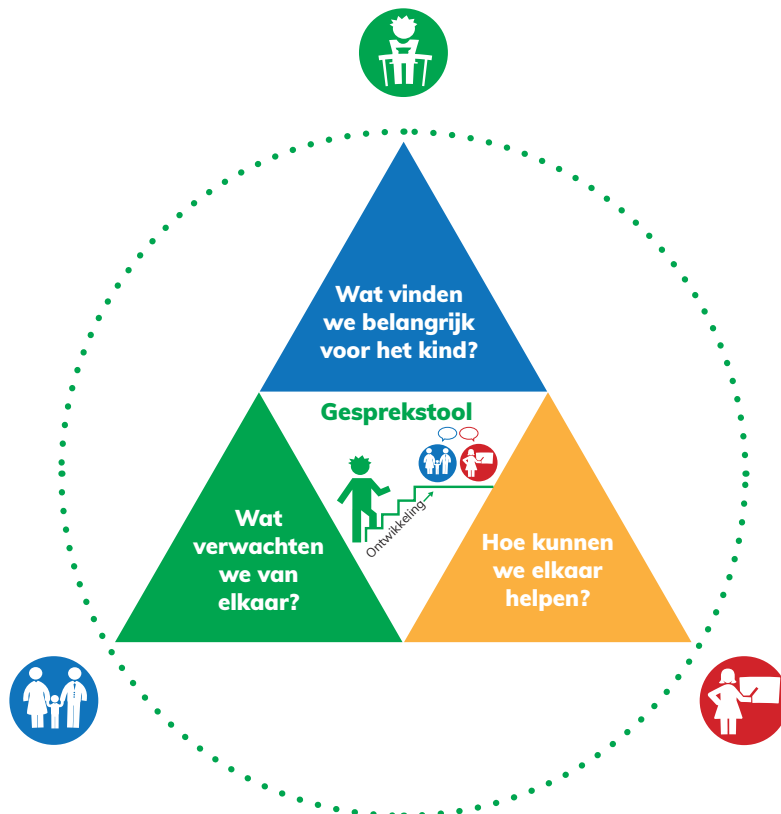 Wat vinden
we belangrijk
voor het kind?
Gesprekstool
Ontwikkeling
Wat
verwachten
we van
elkaar?
Hoe kunnen
we elkaar
helpen?